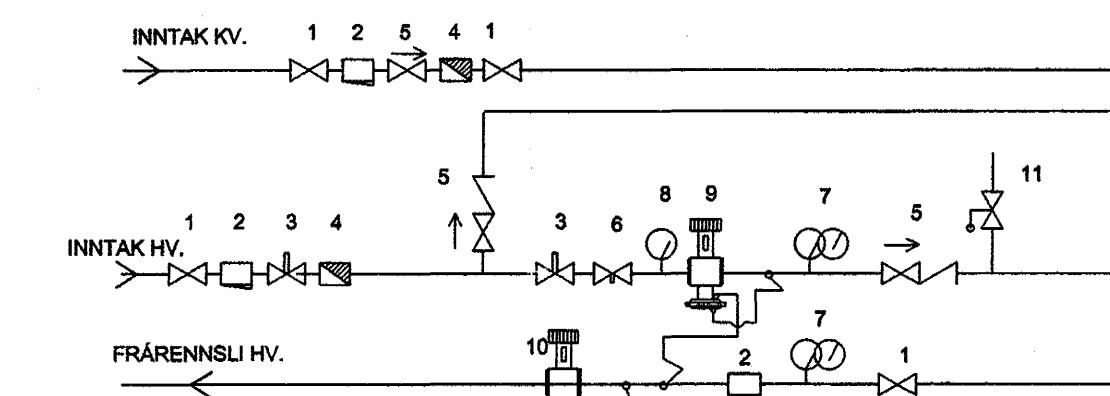 INNTAK KV. 1 2 5 4 1
5 8 9 7 11
INNTAK HV. 1 2 3 4 3 6 5
7
FRÁRENNSLI HV. 10 2 1